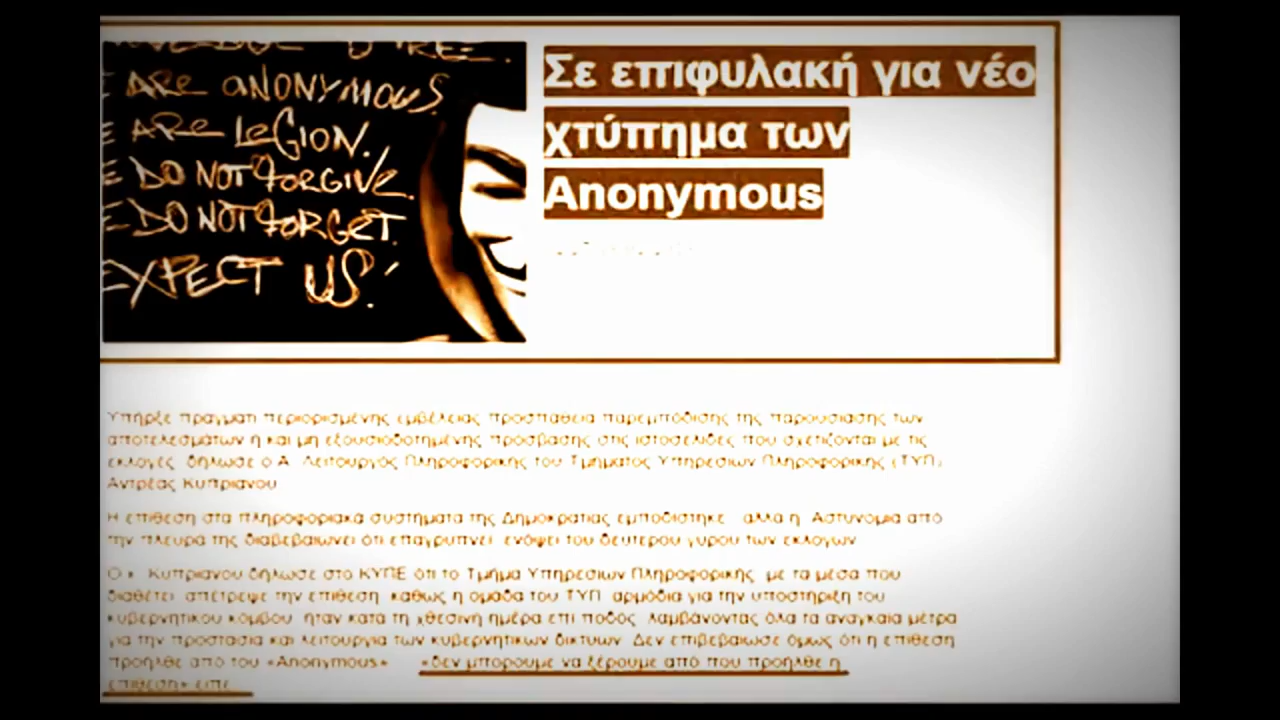 ARE ANONYMOUS.
E ARE LEGION.
E DO NOT FORGIVE.
E DO NOT FORGET.
EXPECT US!
Σε επιφυλακή για νέο
χτύπημα των
Anonymous
Υπήρξε πράγματι περιορισμένης εμβέλειας προσπάθεια παρεμπόδισης της παρουσίασης των
αποτελεσμάτων ή και μη εξουσιοδοτημένης πρόσβασης στις ιστοσελίδες που σχετίζονται με τις
εκλογές δήλωσε ο Α Λειτουργός Πληροφορικής του Τμήματος Υπηρεσιών Πληροφορικής (ΤΥΠ)
Αντρέας Κυπριανού
Η επίθεση στα πληροφοριακά συστήματα της Δημοκρατίας εμποδίστηκε αλλά η Αστυνομία από
την πλευρά της διαβεβαιώνει ότι επαγρυπνεί ενόψει του δεύτερου γύρου των εκλογών
Ο κ Κυπριανού δήλωσε στο ΚΥΠΕ ότι το Τμήμα Υπηρεσιών Πληροφορικής με τα μέσα που
διαθέτει απέτρεψε την επίθεση καθώς η ομάδα του ΤΥΠ αρμόδια για την υποστήριξη του
κυβερνητικού κόμβου ήταν κατά τη χθεσινή ημέρα επί ποδός λαμβάνοντας όλα τα αναγκαία μέτρα
για την προστασία και λειτουργία των κυβερνητικών δικτύων Δεν επιβεβαίωσε όμως ότι η επίθεση
προήλθε από του «Anonymous» «δεν μπορούμε να ξέρουμε από που προήλθε η
επίθεση» είπε